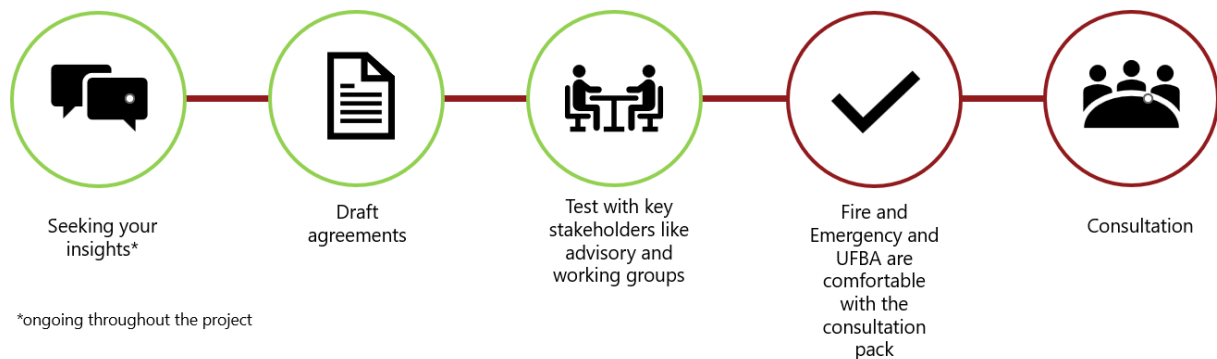 Seeking your
insights*
Draft
agreements
Test with key
stakeholders like
advisory and
working groups
Fire and
Emergency and
UFBA are
comfortable
with the
consultation
pack
Consultation
*ongoing throughout the project